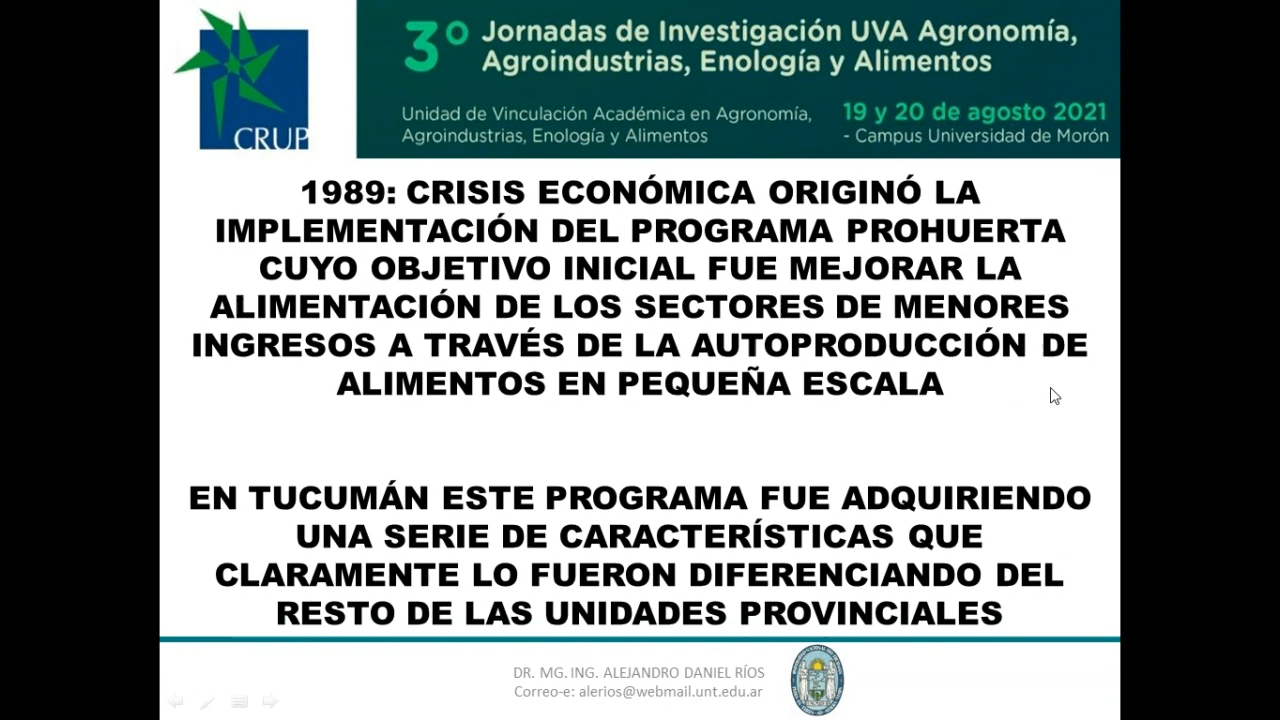 CRUP
3° Jornadas de Investigación UVA Agronomía,
Agroindustrias, Enología y Alimentos
Unidad de Vinculación Académica en Agronomía,
Agroindustrias, Enología y Alimentos
19 y 20 de agosto 2021
- Campus Universidad de Morón
1989: CRISIS ECONÓMICA ORIGINÓ LA
IMPLEMENTACIÓN DEL PROGRAMA PROHUERTA
CUYO OBJETIVO INICIAL FUE MEJORAR LA
ALIMENTACIÓN DE LOS SECTORES DE MENORES
INGRESOS A TRAVÉS DE LA AUTOPRODUCCIÓN DE
ALIMENTOS EN PEQUEÑA ESCALA
EN TUCUMÁN ESTE PROGRAMA FUE ADQUIRIENDO
UNA SERIE DE CARACTERÍSTICAS QUE
CLARAMENTE LO FUERON DIFERENCIANDO DEL
RESTO DE LAS UNIDADES PROVINCIALES
DR. MG. ING. ALEJANDRO DANIEL RÍOS
Correo-e: alerios@webmail.unt.edu.ar